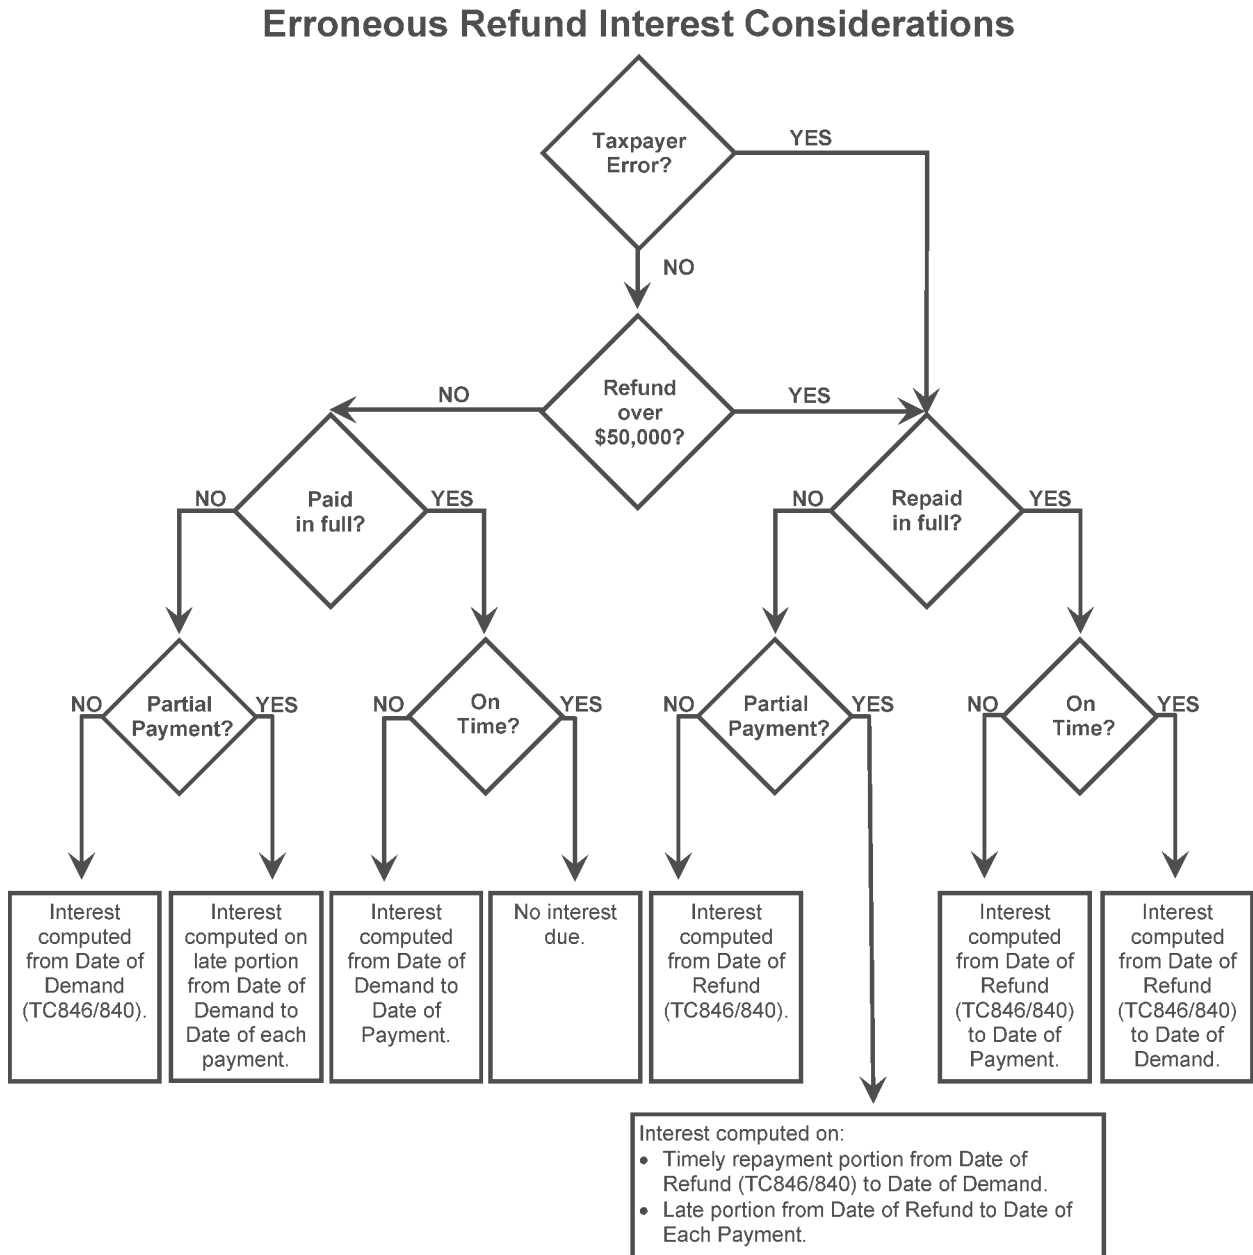 Erroneous Refund Interest Considerations
Taxpayer
Error?
YES
NO
Refund
over
$50,000?
NO
YES
Paid
in full?
NO
YES
Repaid
in full?
NO
YES
Partial
Payment?
NO
YES
On
Time?
NO
YES
Partial
Payment?
NO
YES
On
Time?
NO
YES
Interest
computed
from Date of
Demand
(TC846/840).
Interest
computed on
late portion
from Date of
Demand to
Date of each
payment.
Interest
computed
from Date of
Demand to
Date of
Payment.
No interest
due.
Interest
computed
from Date of
Refund
(TC846/840).
Interest
computed
from Date of
Refund
(TC846/840)
to Date of
Payment.
Interest
computed
from Date of
Refund
(TC846/840)
to Date of
Demand.
Interest computed on:
• Timely repayment portion from Date of
Refund (TC846/840) to Date of Demand.
• Late portion from Date of Refund to Date of
Each Payment.